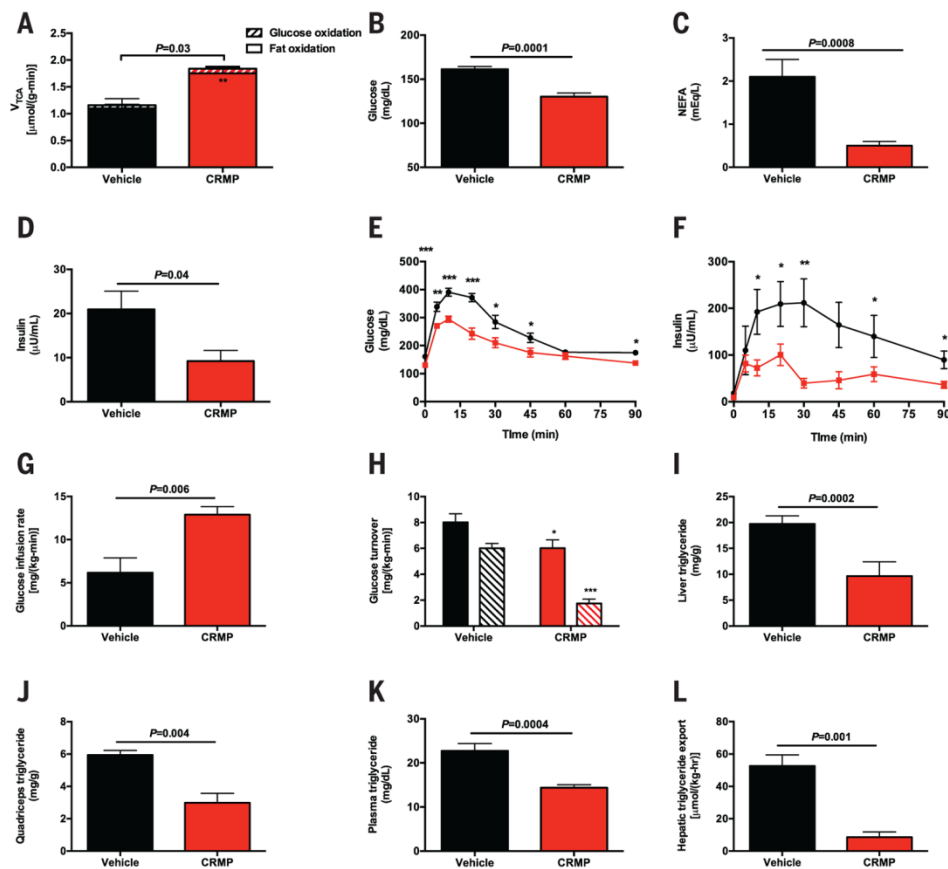 A
P=0.03
Glucose oxidation
Fat oxidation
V_TCA
[μmol/(g-min)]
2.0
1.5
1.0
0.5
0.0
**
Vehicle
CRMP
B
P=0.0001
Glucose
(mg/dL)
200
150
100
50
Vehicle
CRMP
C
P=0.0008
NEFA
(mEq/L)
3
2
1
0
Vehicle
CRMP
D
P=0.04
Insulin
(μU/mL)
30
20
10
0
Vehicle
CRMP
E
***
**
***
***
*
*
*
Glucose
(mg/dL)
500
400
300
200
100
0
0
15
30
45
60
75
90
TIme (min)
F
*
*
**
*
*
Insulin
(μU/mL)
300
200
100
0
0
15
30
45
60
75
90
TIme (min)
G
P=0.006
Glucose infusion rate
[mg/(kg-min)]
15
10
5
0
Vehicle
CRMP
H
*
***
Glucose turnover
[mg/(kg-min)]
10
8
6
4
2
0
Vehicle
CRMP
I
P=0.0002
Liver triglyceride
(mg/g)
30
20
10
0
Vehicle
CRMP
J
P=0.004
Quadriceps triglyceride
(mg/g)
8
6
4
2
0
Vehicle
CRMP
K
P=0.0004
Plasma triglyceride
(mg/dL)
30
20
10
0
Vehicle
CRMP
L
P=0.001
Hepatic triglyceride export
[μmol/(kg-hr)]
80
60
40
20
0
Vehicle
CRMP